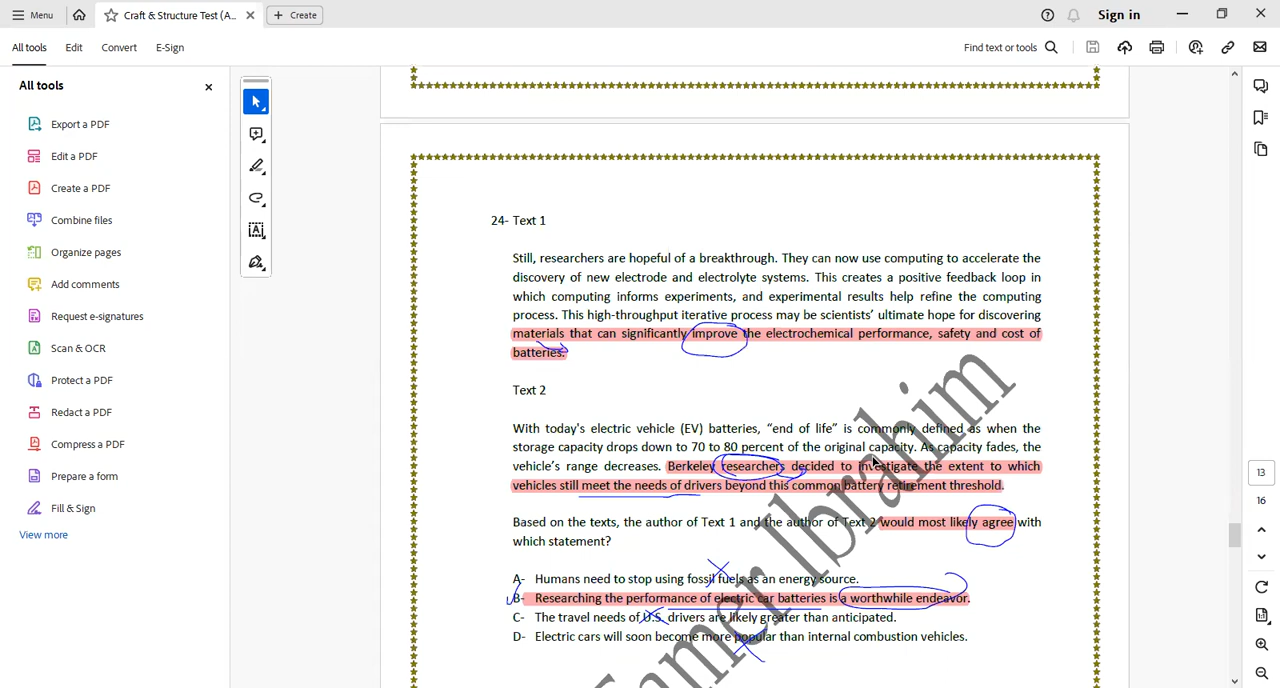 Menu
Craft & Structure Test (A...
Create
Sign in
All tools
Edit
Convert
E-Sign
Find text or tools
All tools
Export a PDF
Edit a PDF
Create a PDF
Combine files
Organize pages
Add comments
Request e-signatures
Scan & OCR
Protect a PDF
Redact a PDF
Compress a PDF
Prepare a form
Fill & Sign
View more
24- Text 1
Still, researchers are hopeful of a breakthrough. They can now use computing to accelerate the
discovery of new electrode and electrolyte systems. This creates a positive feedback loop in
which computing informs experiments, and experimental results help refine the computing
process. This high-throughput iterative process may be scientists' ultimate hope for discovering
materials that can significantly improve the electrochemical performance, safety and cost of
batteries.
Text 2
With today's electric vehicle (EV) batteries, "end of life" is commonly defined as when the
storage capacity drops down to 70 to 80 percent of the original capacity. As capacity fades, the
vehicle's range decreases. Berkeley researchers decided to investigate the extent to which
vehicles still meet the needs of drivers beyond this common battery retirement threshold.
Based on the texts, the author of Text 1 and the author of Text 2 would most likely agree with
which statement?
A- Humans need to stop using fossil fuels as an energy source.
B- Researching the performance of electric car batteries is a worthwhile endeavor.
C- The travel needs of U.S. drivers are likely greater than anticipated.
D- Electric cars will soon become more popular than internal combustion vehicles.
Samer Ibrahim
13
16